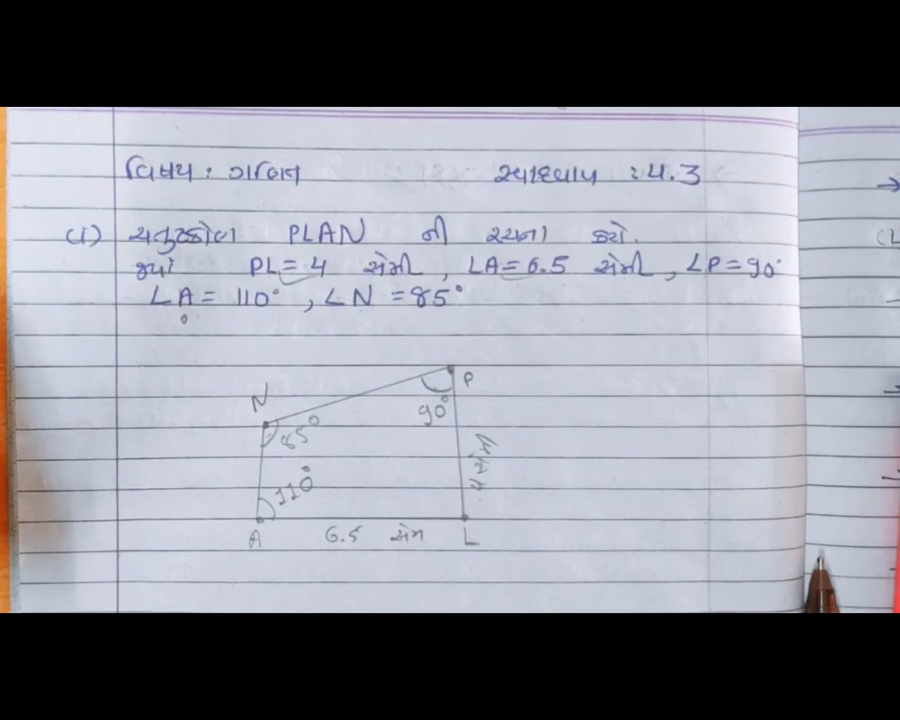 વિષય : ગણિત સ્વાધ્યાય : 4.3
(1) ચતુષ્કોણ PLAN ની રચના કરો.
જ્યાં PL = 4 સેમી, LA = 6.5 સેમી, ∠P = 90°
∠A = 110°, ∠N = 85°
N P
85° 90°
4 સેમી
110°
A 6.5 સેમી L